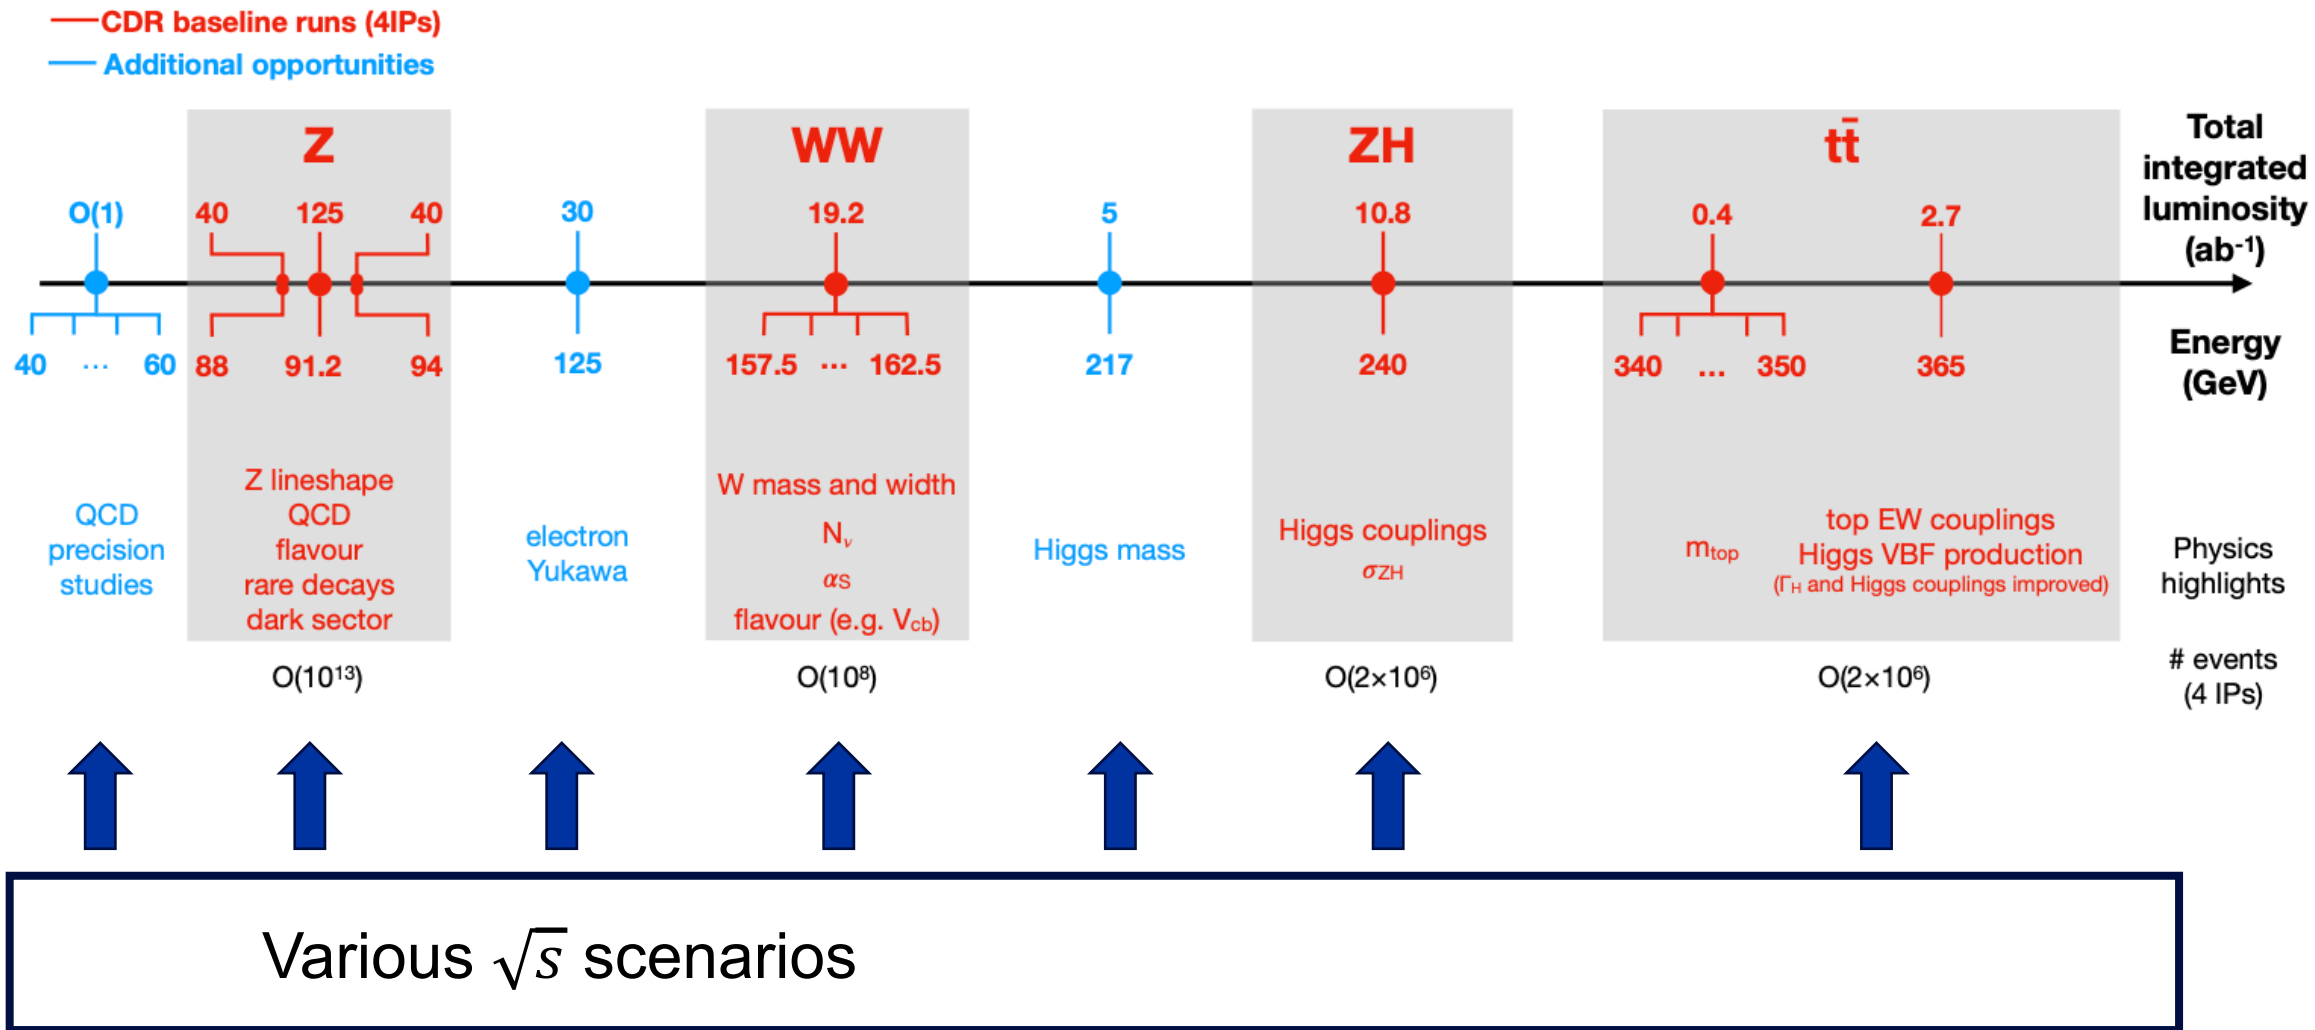 CDR baseline runs (4IPs)
Additional opportunities
Z
WW
ZH
tt̄
Total
integrated
luminosity
(ab⁻¹)
O(1)
40
125
40
30
19.2
5
10.8
0.4
2.7
40
...
60
88
91.2
94
125
157.5
...
162.5
217
240
340
...
350
365
Energy
(GeV)
QCD
precision
studies
Z lineshape
QCD
flavour
rare decays
dark sector
electron
Yukawa
W mass and width
Nᵥ
αS
flavour (e.g. Vcb)
Higgs mass
Higgs couplings
σZH
mtop
top EW couplings
Higgs VBF production
(ΓH and Higgs couplings improved)
Physics
highlights
O(10¹³)
O(10⁸)
O(2×10⁶)
O(2×10⁶)
# events
(4 IPs)
Various √s scenarios